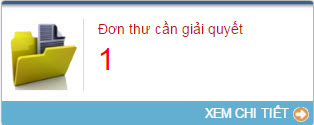 Đơn thư cần giải quyết
1
XEM CHI TIẾT